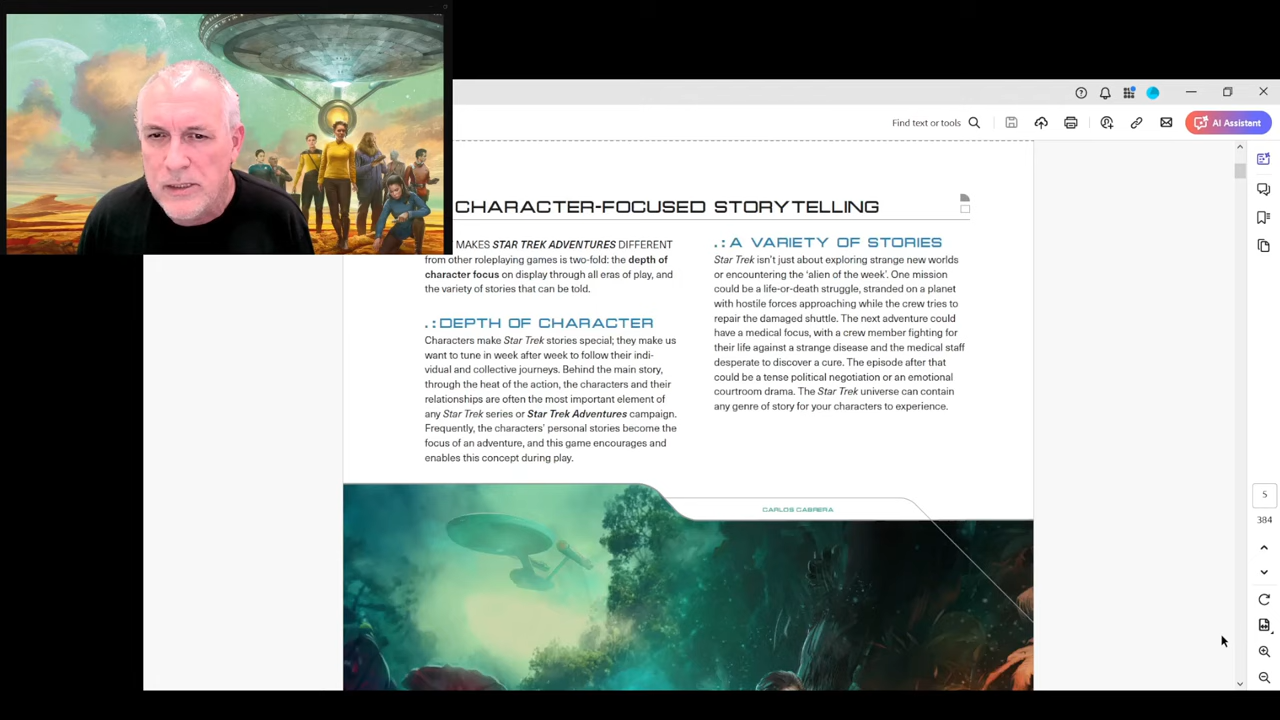 Find text or tools
AI Assistant
CHARACTER-FOCUSED STORYTELLING
MAKES STAR TREK ADVENTURES DIFFERENT
from other roleplaying games is two-fold: the depth of
character focus on display through all eras of play, and
the variety of stories that can be told.
.:DEPTH OF CHARACTER
Characters make Star Trek stories special; they make us
want to tune in week after week to follow their indi-
vidual and collective journeys. Behind the main story,
through the heat of the action, the characters and their
relationships are often the most important element of
any Star Trek series or Star Trek Adventures campaign.
Frequently, the characters' personal stories become the
focus of an adventure, and this game encourages and
enables this concept during play.
.:A VARIETY OF STORIES
Star Trek isn't just about exploring strange new worlds
or encountering the 'alien of the week'. One mission
could be a life-or-death struggle, stranded on a planet
with hostile forces approaching while the crew tries to
repair the damaged shuttle. The next adventure could
have a medical focus, with a crew member fighting for
their life against a strange disease and the medical staff
desperate to discover a cure. The episode after that
could be a tense political negotiation or an emotional
courtroom drama. The Star Trek universe can contain
any genre of story for your characters to experience.
CARLOS CABRERA
5
384